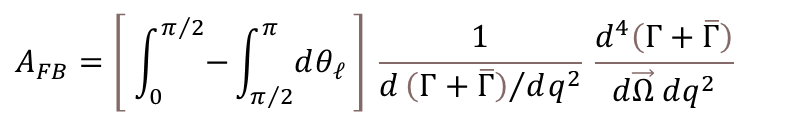 A_{FB} = \left[ \int_{0}^{\pi/2} - \int_{\pi/2}^{\pi} d\theta_{\ell} \right] \frac{1}{d\,(\Gamma + \bar{\Gamma})/dq^2} \frac{d^4(\Gamma + \bar{\Gamma})}{d\overrightarrow{\Omega}\, dq^2}